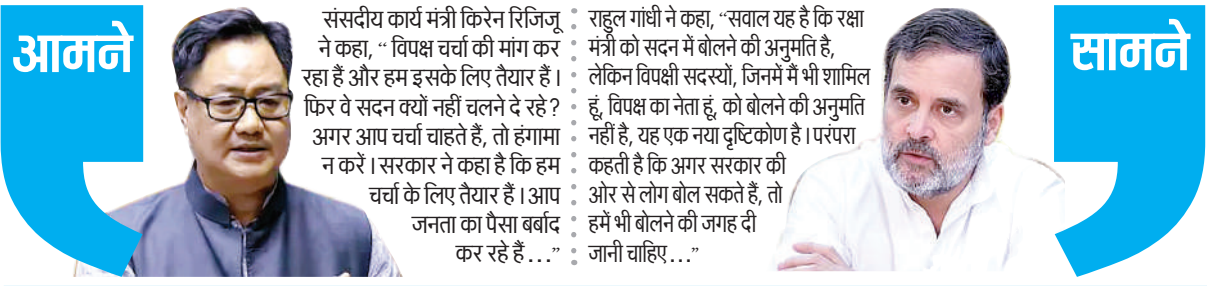 आमने
संसदीय कार्य मंत्री किरेन रिजिजू
ने कहा, “ विपक्ष चर्चा की मांग कर
रहा हैं और हम इसके लिए तैयार हैं।
फिर वे सदन क्यों नहीं चलने दे रहे?
अगर आप चर्चा चाहते हैं, तो हंगामा
न करें। सरकार ने कहा है कि हम
चर्चा के लिए तैयार हैं। आप
जनता का पैसा बर्बाद
कर रहे हैं...”
राहुल गांधी ने कहा, “सवाल यह है कि रक्षा
मंत्री को सदन में बोलने की अनुमति है,
लेकिन विपक्षी सदस्यों, जिनमें मैं भी शामिल
हूं, विपक्ष का नेता हूं, को बोलने की अनुमति
नहीं है, यह एक नया दृष्टिकोण है। परंपरा
कहती है कि अगर सरकार की
ओर से लोग बोल सकते हैं, तो
हमें भी बोलने की जगह दी
जानी चाहिए...”
सामने